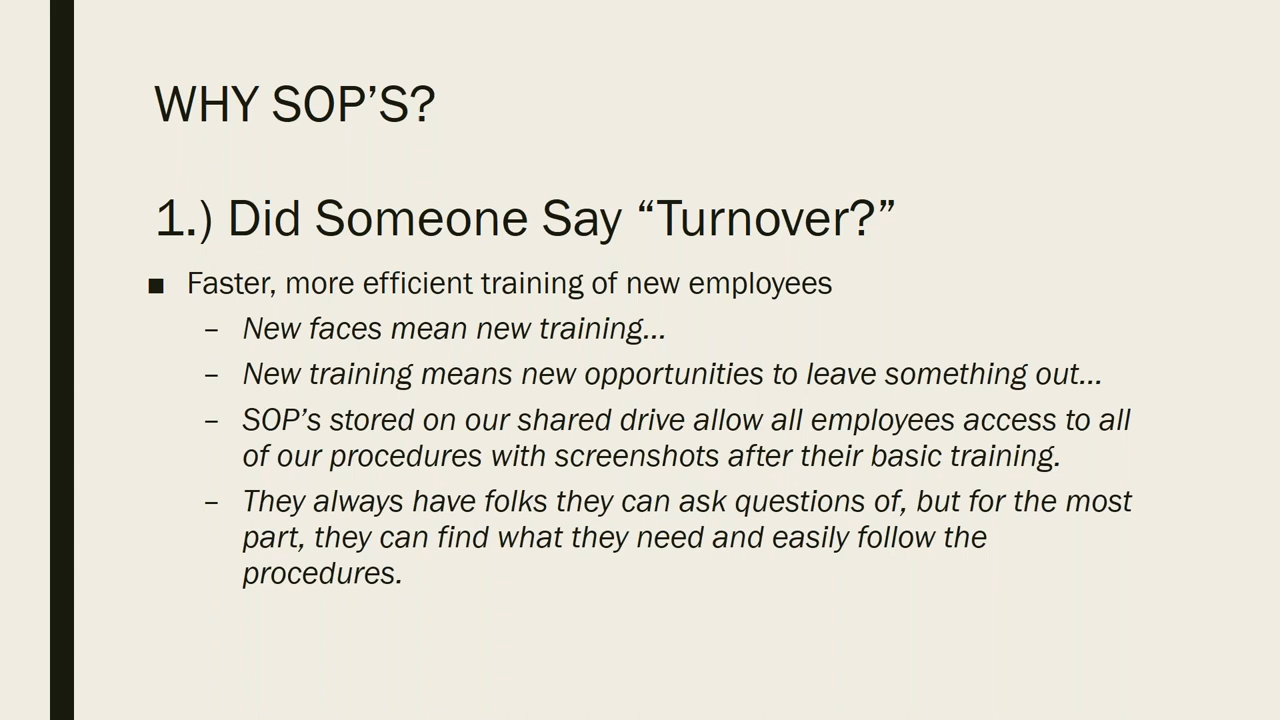 WHY SOP’S?
1.) Did Someone Say “Turnover?”
■ Faster, more efficient training of new employees
– New faces mean new training…
– New training means new opportunities to leave something out…
– SOP’s stored on our shared drive allow all employees access to all
of our procedures with screenshots after their basic training.
– They always have folks they can ask questions of, but for the most
part, they can find what they need and easily follow the
procedures.